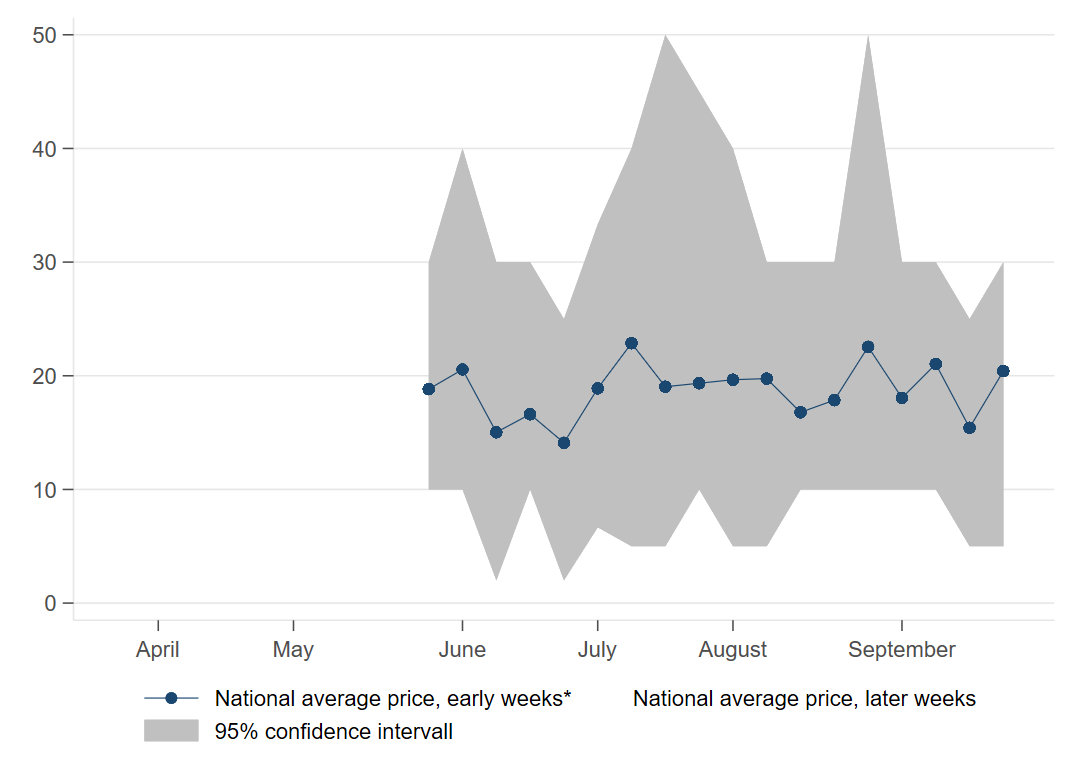 50
40
30
20
10
0
April May June July August September
National average price, early weeks* National average price, later weeks
95% confidence intervall